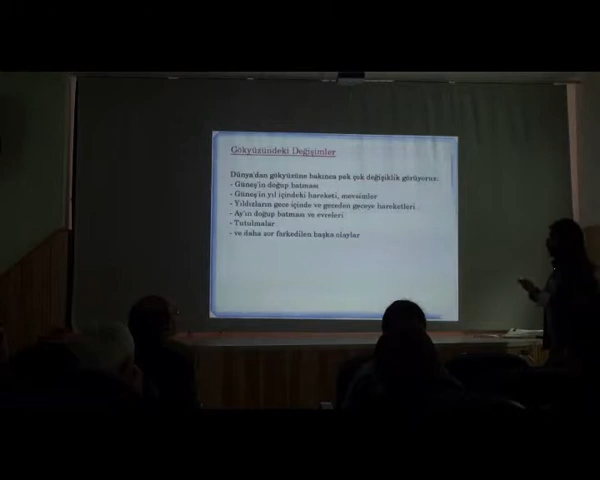 Gökyüzündeki Değişimler
Dünya'dan gökyüzüne bakınca pek çok değişiklik görüyoruz:
- Güneş'in doğup batması
- Güneş'in yıl içindeki hareketi, mevsimler
- Yıldızların gece içinde ve geceden geceye hareketleri
- Ay'ın doğup batması ve evreleri
- Tutulmalar
- ve daha zor farkedilen başka olaylar